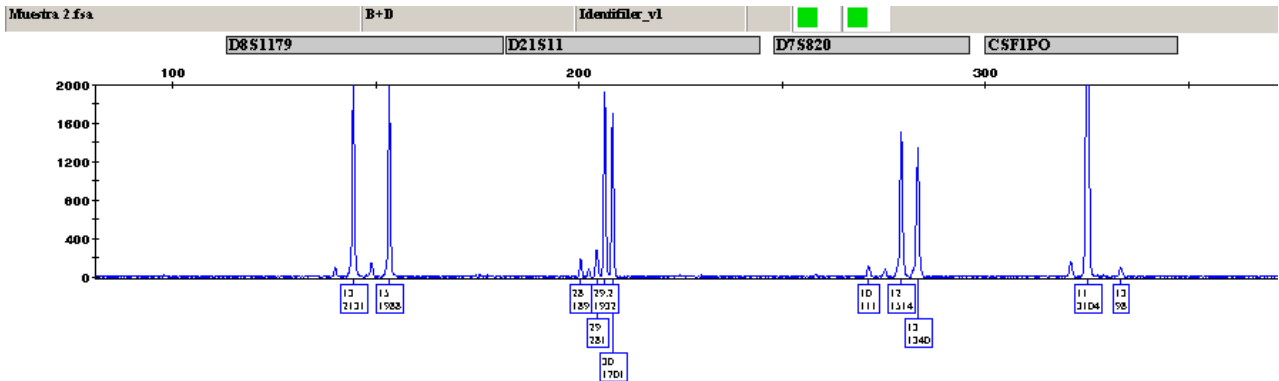 Muestra 2.fsa B+D Identifiler_v1
D8S1179 D21S11 D7S820 CSF1PO
100 200 300
2000
1600
1200
800
400
0
13 15 28 29.2 10 12 11 13
2131 1988 189 1932 111 1514 3104 98
29 13
281 1340
30
1701